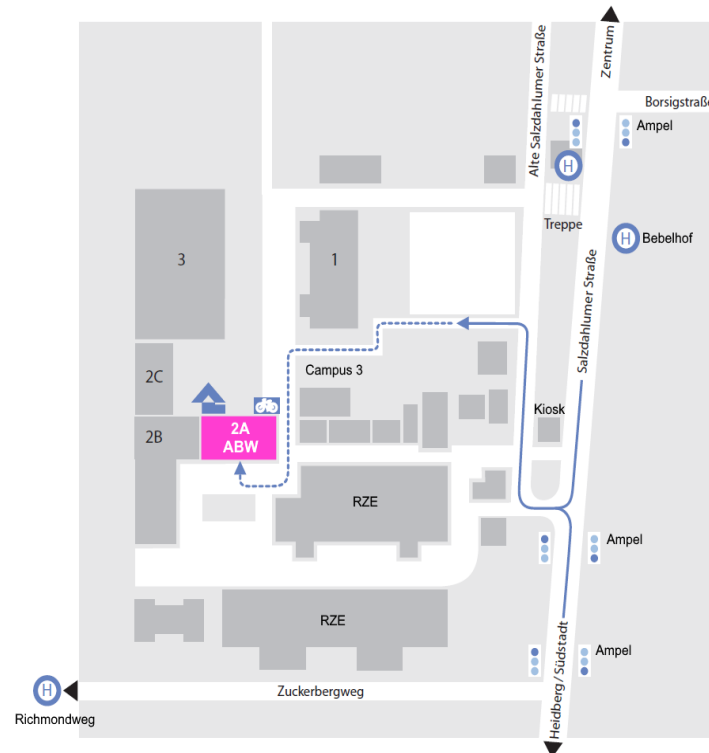 Zentrum
Alte Salzdahlumer Straße
Borsigstraß
Ampel
H
Treppe
H
Bebelhof
Salzdahlumer Straße
3
1
2C
Campus 3
Kiosk
2B
2A
ABW
RZE
Ampel
RZE
Ampel
Heidberg / Südstadt
H
Zuckerbergweg
Richmondweg